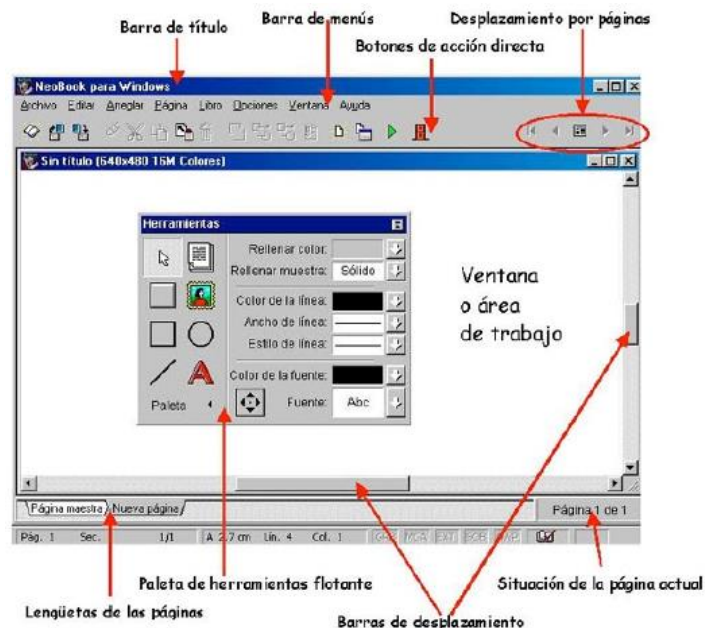 Barra de título
Barra de menús
Desplazamiento por páginas
Botones de acción directa
NeoBook para Windows
Archivo Editar Arreglar Página Libro Opciones Ventana Ayuda
Sin título (640x480 16M Colores)
Herramientas
Rellenar color:
Rellenar muestra: Sólido
Color de la línea:
Ancho de línea:
Estilo de línea:
Color de la fuente:
Paleta
Fuente: Abc
Ventana
o área
de trabajo
Página maestra Nueva página
Página 1 de 1
Pág. 1 Sec. 1/1 A 2,7 cm Lín. 4 Col. 1 GRB MCA EXT SOB
Paleta de herramientas flotante
Situación de la página actual
Lengüetas de las páginas
Barras de desplazamiento